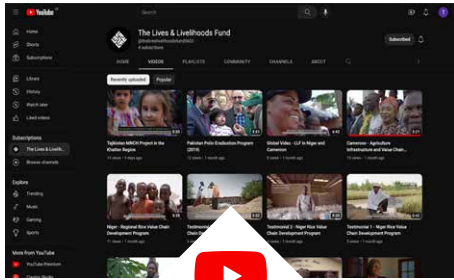 YouTube
Search
Home
Shorts
Subscriptions
Library
History
Watch later
Liked videos
Subscriptions
The Lives & Livelih...
Browse channels
Explore
Trending
Music
Gaming
Sports
More from YouTube
YouTube Premium
The Lives & Livelihoods Fund
Subscribed
HOME
VIDEOS
PLAYLISTS
COMMUNITY
CHANNELS
ABOUT
Recently uploaded
Popular
Tajikistan MNCH Project in the
Khatlon Region
Pakistan Polio Eradication Program
(2019)
Global Video - LLF in Niger and
Cameroon
Cameroon - Agriculture
Infrastructure and Value Chain...
Niger - Regional Rice Value Chain
Development Program
Testimonial 2 - Niger Rice Value
Chain Development Program
Testimonial 1 - Niger Rice Value
Chain Development Program